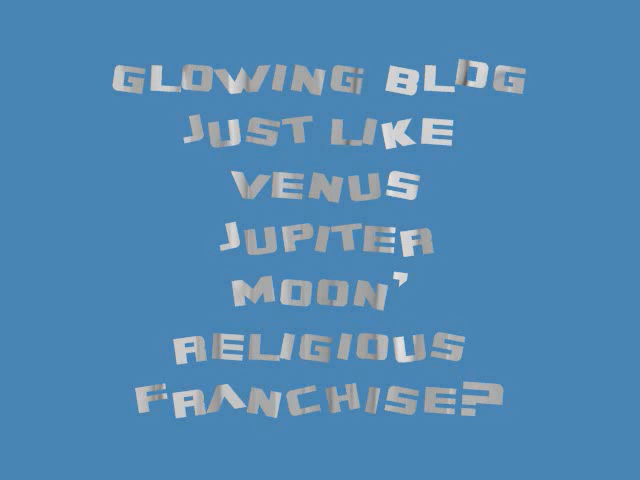 GLOWING BLOG
JUST LIKE
VENUS
JUPITER
MOON’
RELIGIOUS
FRANCHISE?